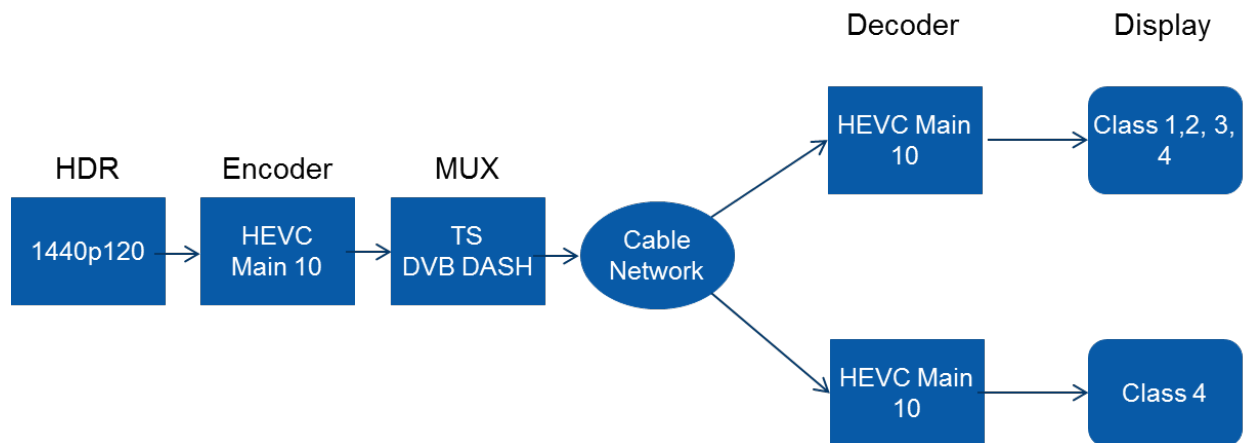 Decoder
Display
HEVC Main
10
Class 1,2, 3,
4
HDR
Encoder
MUX
1440p120
HEVC
Main 10
TS
DVB DASH
Cable
Network
HEVC Main
10
Class 4